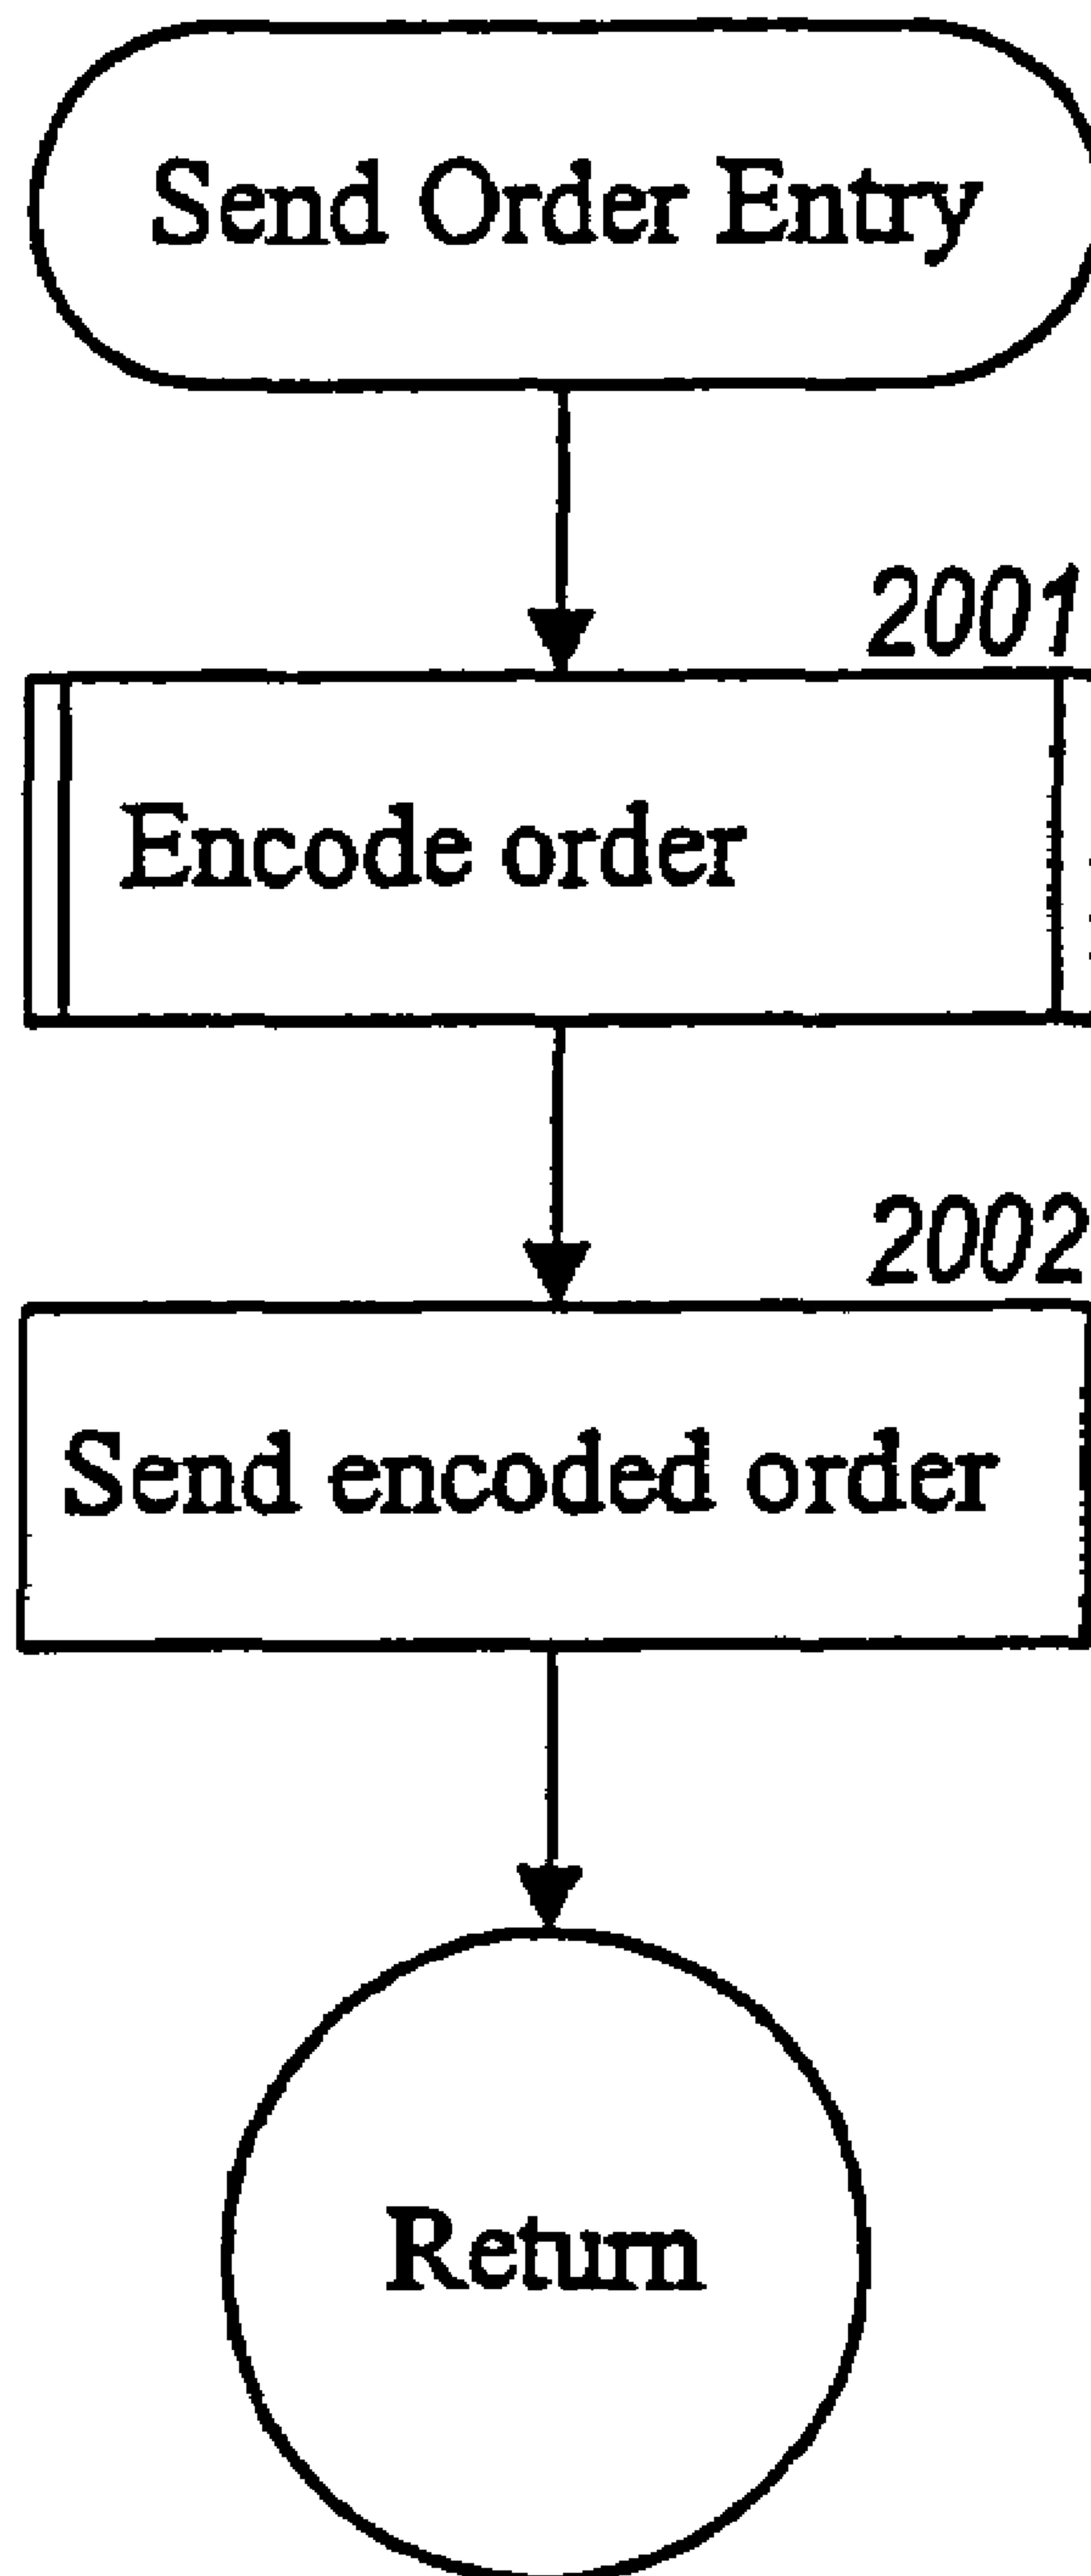 Send Order Entry
2001
Encode order
2002
Send encoded order
Return